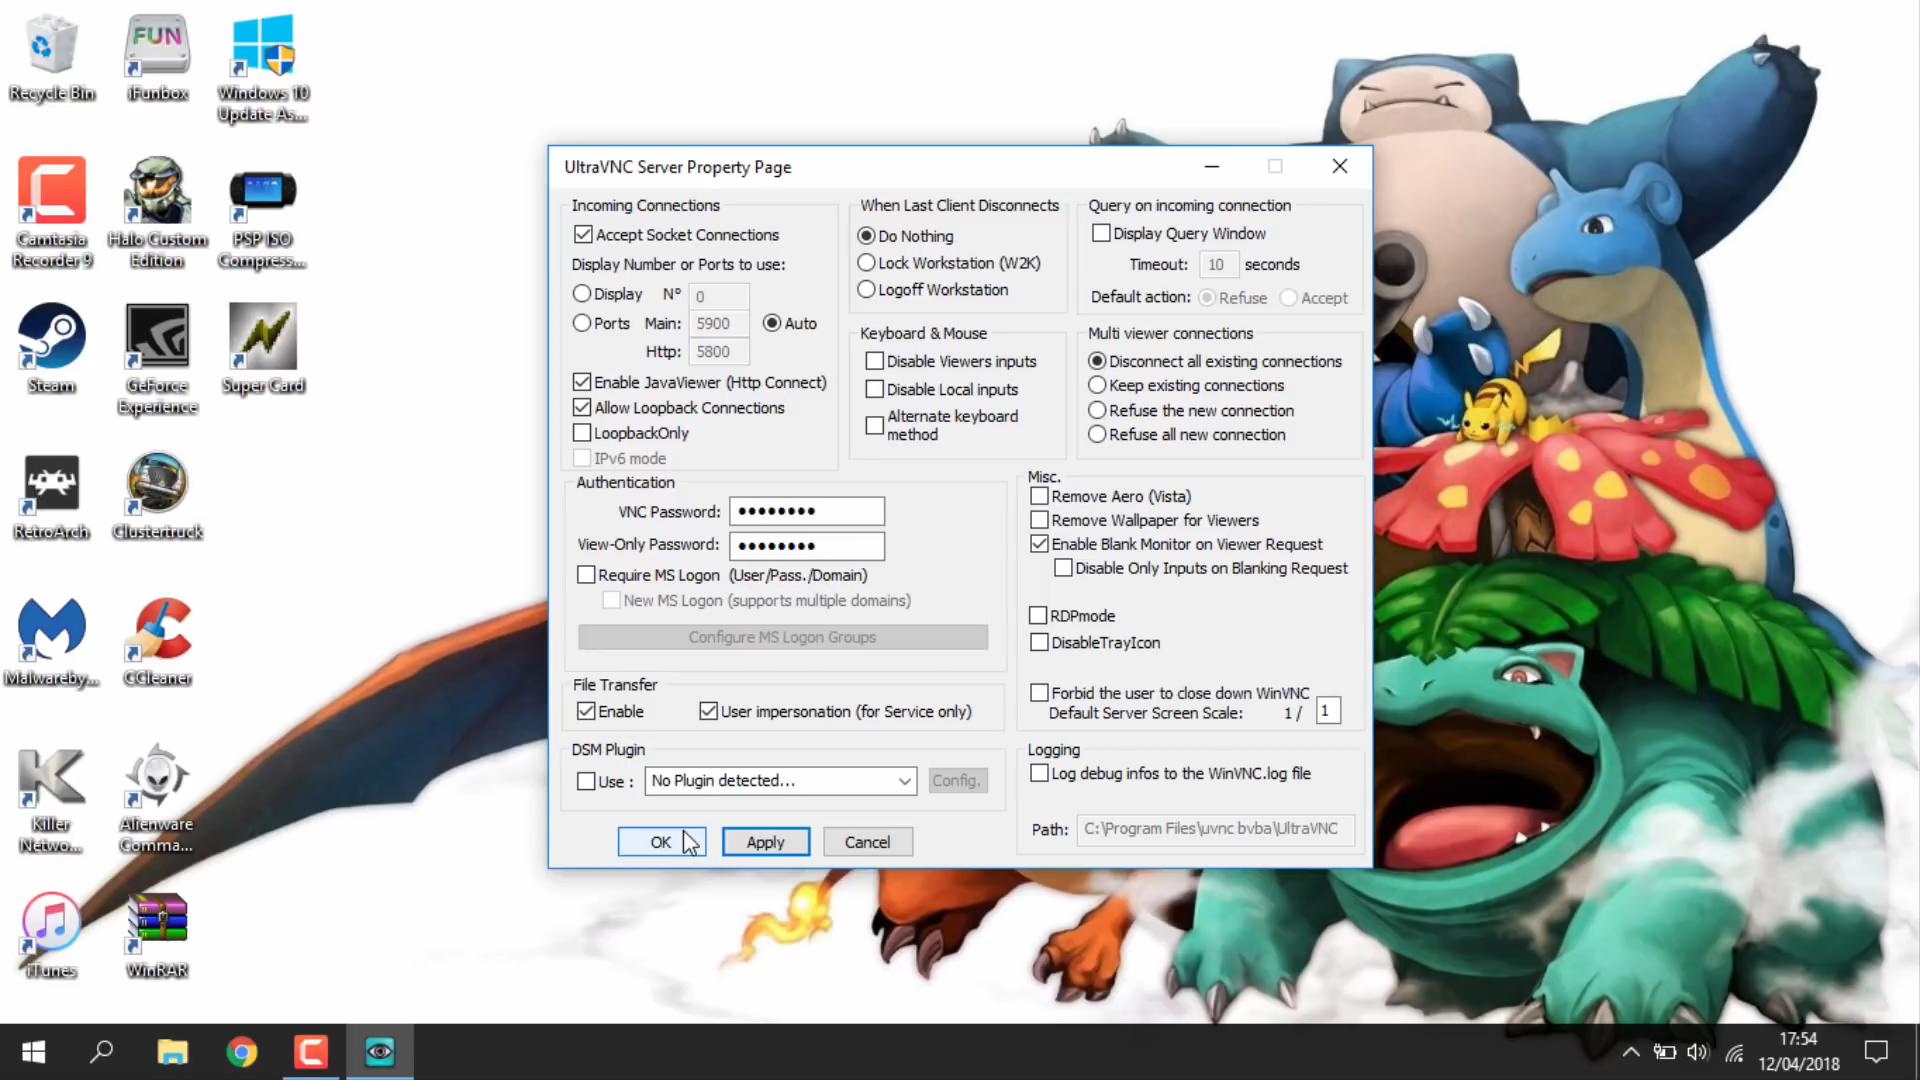 FUN
Recycle Bin
iFunbox
Windows 10
Update As...
Camtasia
Recorder 9
Halo Custom
Edition
PSP ISO
Compress...
Steam
GeForce
Experience
Super Card
RetroArch
Clustertruck
Malwareby...
CCleaner
Killer
Netwo...
Alienware
Comma...
iTunes
WinRAR
UltraVNC Server Property Page
Incoming Connections
Accept Socket Connections
Display Number or Ports to use:
Display N° 0
Ports Main: 5900 Auto
Http: 5800
Enable JavaViewer (Http Connect)
Allow Loopback Connections
LoopbackOnly
IPv6 mode
When Last Client Disconnects
Do Nothing
Lock Workstation (W2K)
Logoff Workstation
Keyboard & Mouse
Disable Viewers inputs
Disable Local inputs
Alternate keyboard
method
Query on incoming connection
Display Query Window
Timeout: 10 seconds
Default action: Refuse Accept
Multi viewer connections
Disconnect all existing connections
Keep existing connections
Refuse the new connection
Refuse all new connection
Authentication
VNC Password: ••••••••
View-Only Password: ••••••••
Require MS Logon (User/Pass./Domain)
New MS Logon (supports multiple domains)
Configure MS Logon Groups
Misc.
Remove Aero (Vista)
Remove Wallpaper for Viewers
Enable Blank Monitor on Viewer Request
Disable Only Inputs on Blanking Request
RDPmode
DisableTrayIcon
Forbid the user to close down WinVNC
Default Server Screen Scale: 1 / 1
File Transfer
Enable User impersonation (for Service only)
DSM Plugin
Use : No Plugin detected... Config.
Logging
Log debug infos to the WinVNC.log file
Path: C:\Program Files\uvnc bvba\UltraVNC
OK Apply Cancel
17:54
12/04/2018